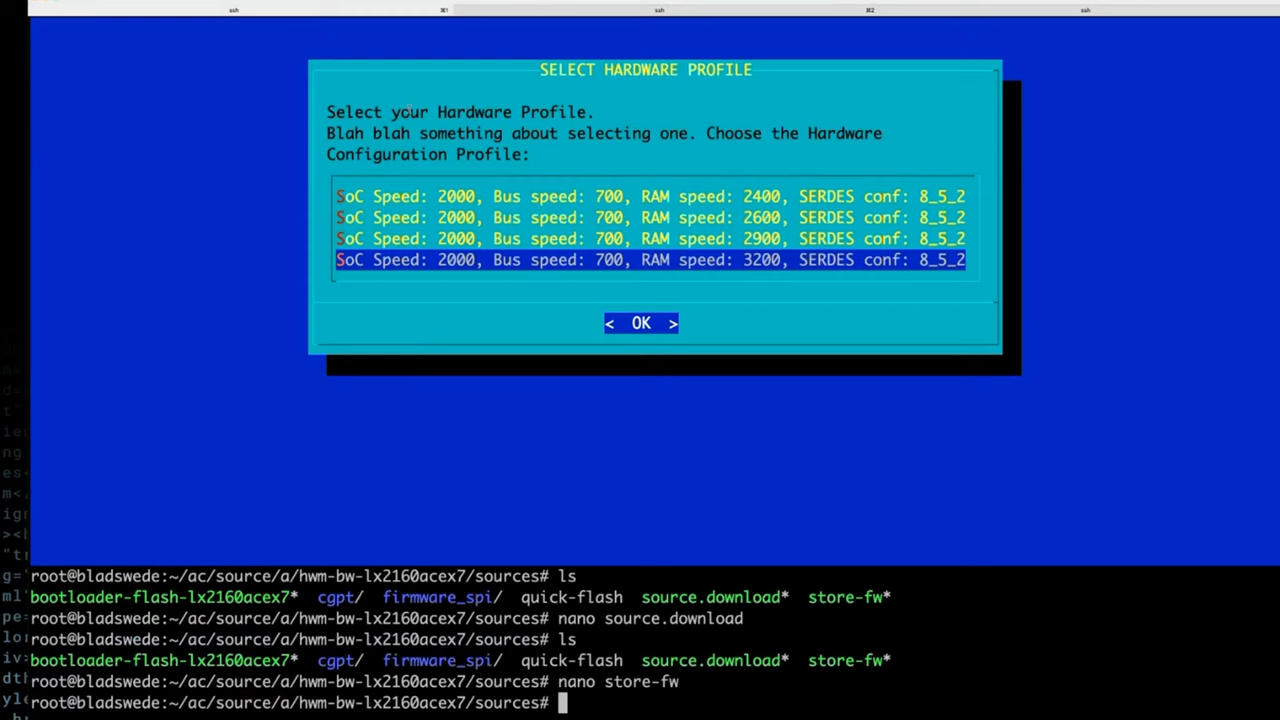 ssh ⌘1 ssh ⌘2 ssh
SELECT HARDWARE PROFILE
Select your Hardware Profile.
Blah blah something about selecting one. Choose the Hardware
Configuration Profile:
SoC Speed: 2000, Bus speed: 700, RAM speed: 2400, SERDES conf: 8_5_2
SoC Speed: 2000, Bus speed: 700, RAM speed: 2600, SERDES conf: 8_5_2
SoC Speed: 2000, Bus speed: 700, RAM speed: 2900, SERDES conf: 8_5_2
SoC Speed: 2000, Bus speed: 700, RAM speed: 3200, SERDES conf: 8_5_2
< OK >
root@bladswede:~/ac/source/a/hwm-bw-lx2160acex7/sources# ls
bootloader-flash-lx2160acex7* cgpt/ firmware_spi/ quick-flash source.download* store-fw*
root@bladswede:~/ac/source/a/hwm-bw-lx2160acex7/sources# nano source.download
root@bladswede:~/ac/source/a/hwm-bw-lx2160acex7/sources# ls
bootloader-flash-lx2160acex7* cgpt/ firmware_spi/ quick-flash source.download* store-fw*
root@bladswede:~/ac/source/a/hwm-bw-lx2160acex7/sources# nano store-fw
root@bladswede:~/ac/source/a/hwm-bw-lx2160acex7/sources#